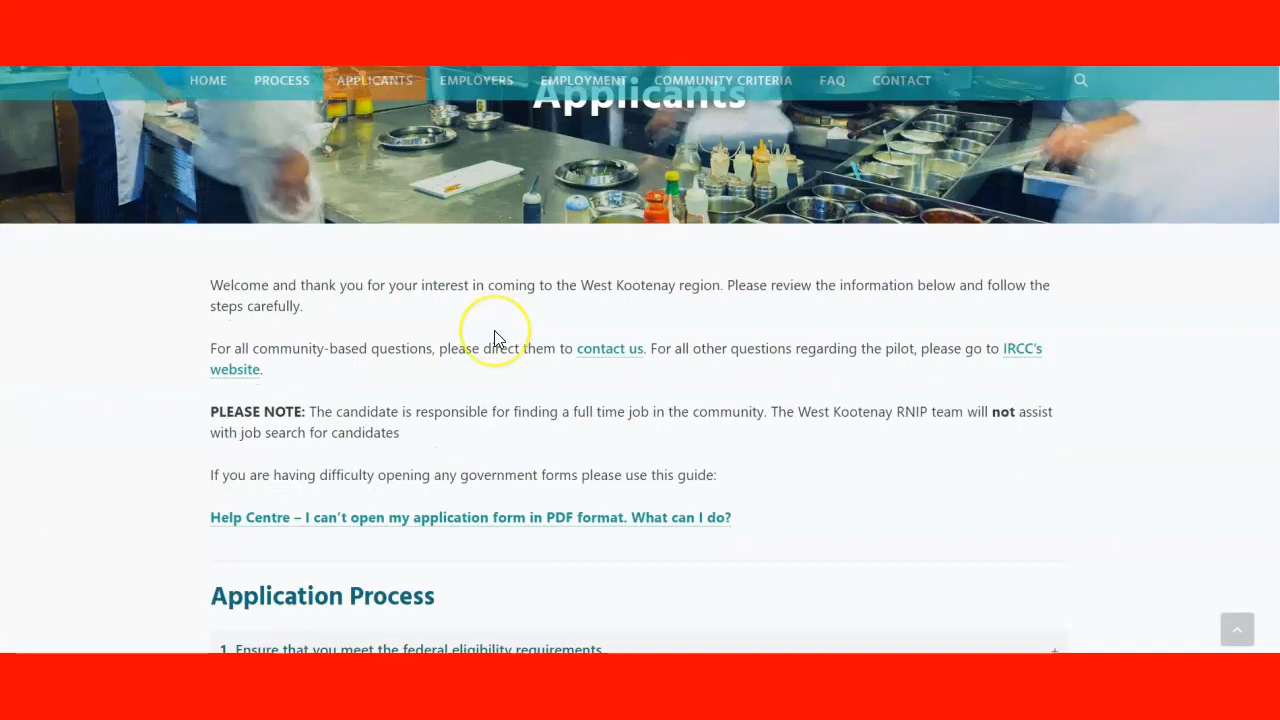 HOME PROCESS APPLICANTS EMPLOYERS EMPLOYMENT COMMUNITY CRITERIA FAQ CONTACT
Applicants
Welcome and thank you for your interest in coming to the West Kootenay region. Please review the information below and follow the
steps carefully.
For all community-based questions, please direct them to contact us. For all other questions regarding the pilot, please go to IRCC's
website.
PLEASE NOTE: The candidate is responsible for finding a full time job in the community. The West Kootenay RNIP team will not assist
with job search for candidates
If you are having difficulty opening any government forms please use this guide:
Help Centre – I can't open my application form in PDF format. What can I do?
Application Process
1. Ensure that you meet the federal eligibility requirements +